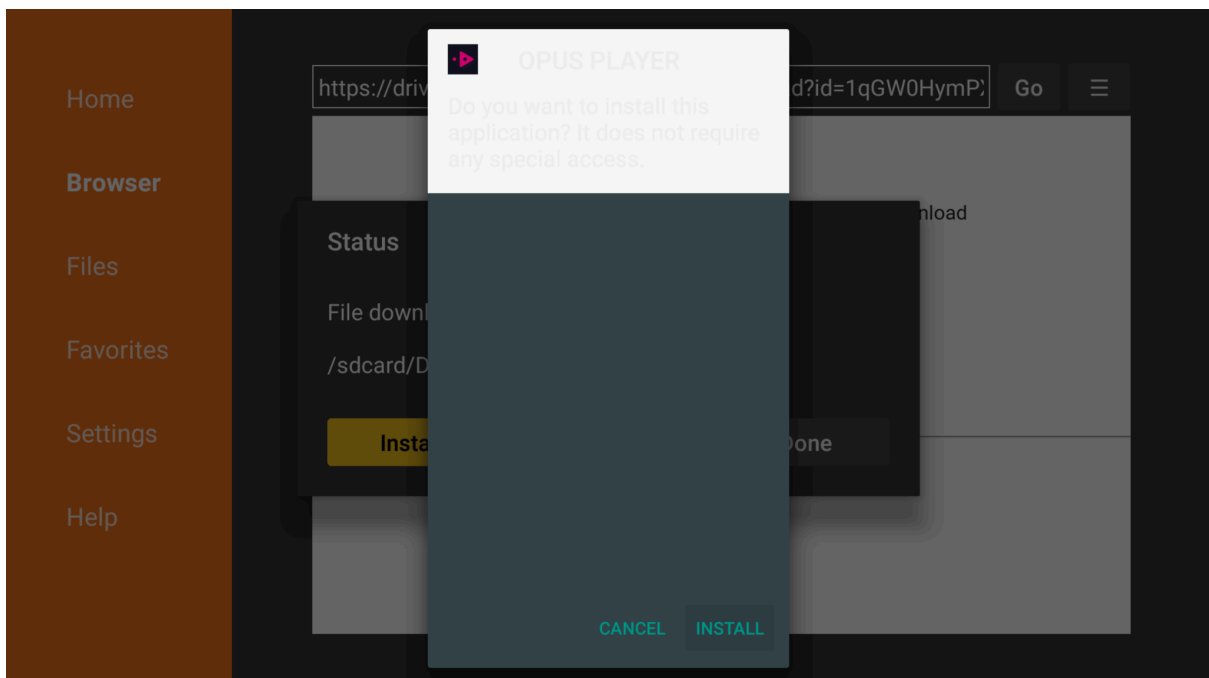 Home
Browser
Files
Favorites
Settings
Help
https://driv
d?id=1qGW0HymP
Go
nload
Status
File downl
/sdcard/D
Insta
Done
OPUS PLAYER
Do you want to install this
application? It does not require
any special access.
CANCEL INSTALL